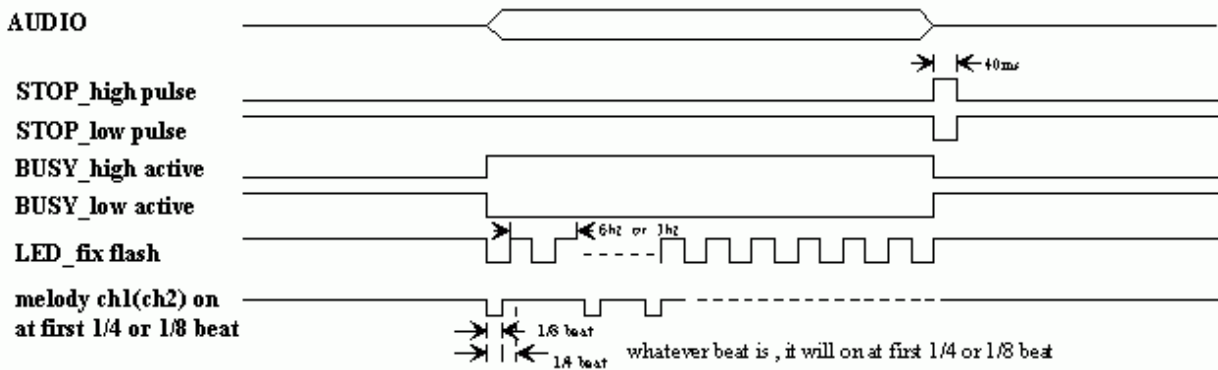 AUDIO
40ms
STOP_high pulse
STOP_low pulse
BUSY_high active
BUSY_low active
6hz or 3hz
LED_fix flash
melody ch1(ch2) on
at first 1/4 or 1/8 beat
1/8 beat
1/4 beat
whatever beat is , it will on at first 1/4 or 1/8 beat